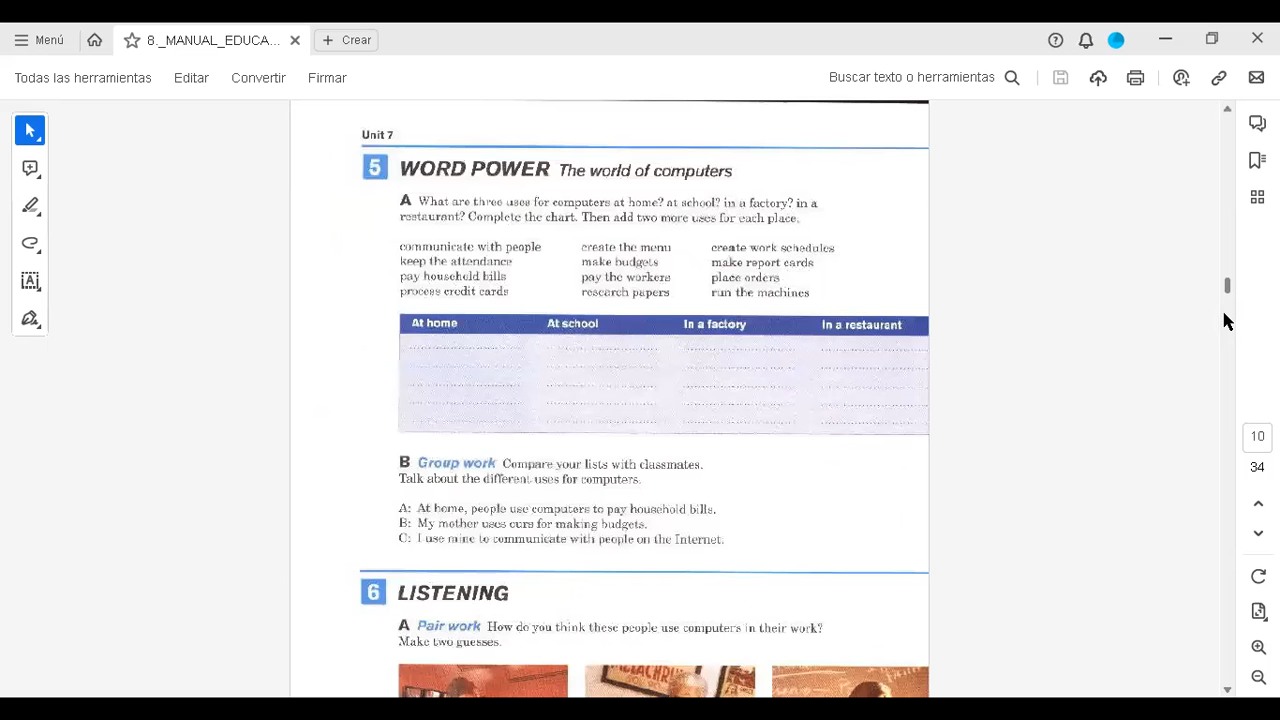 Menú
8._MANUAL_EDUCA...
Crear
Todas las herramientas
Editar
Convertir
Firmar
Buscar texto o herramientas
Unit 7
5 WORD POWER The world of computers
A What are three uses for computers at home? at school? in a factory? in a
restaurant? Complete the chart. Then add two more uses for each place.
communicate with people create the menu create work schedules
keep the attendance make budgets make report cards
pay household bills pay the workers place orders
process credit cards research papers run the machines
At home At school In a factory In a restaurant
B Group work Compare your lists with classmates.
Talk about the different uses for computers.
A: At home, people use computers to pay household bills.
B: My mother uses ours for making budgets.
C: I use mine to communicate with people on the Internet.
6 LISTENING
A Pair work How do you think these people use computers in their work?
Make two guesses.
10
34